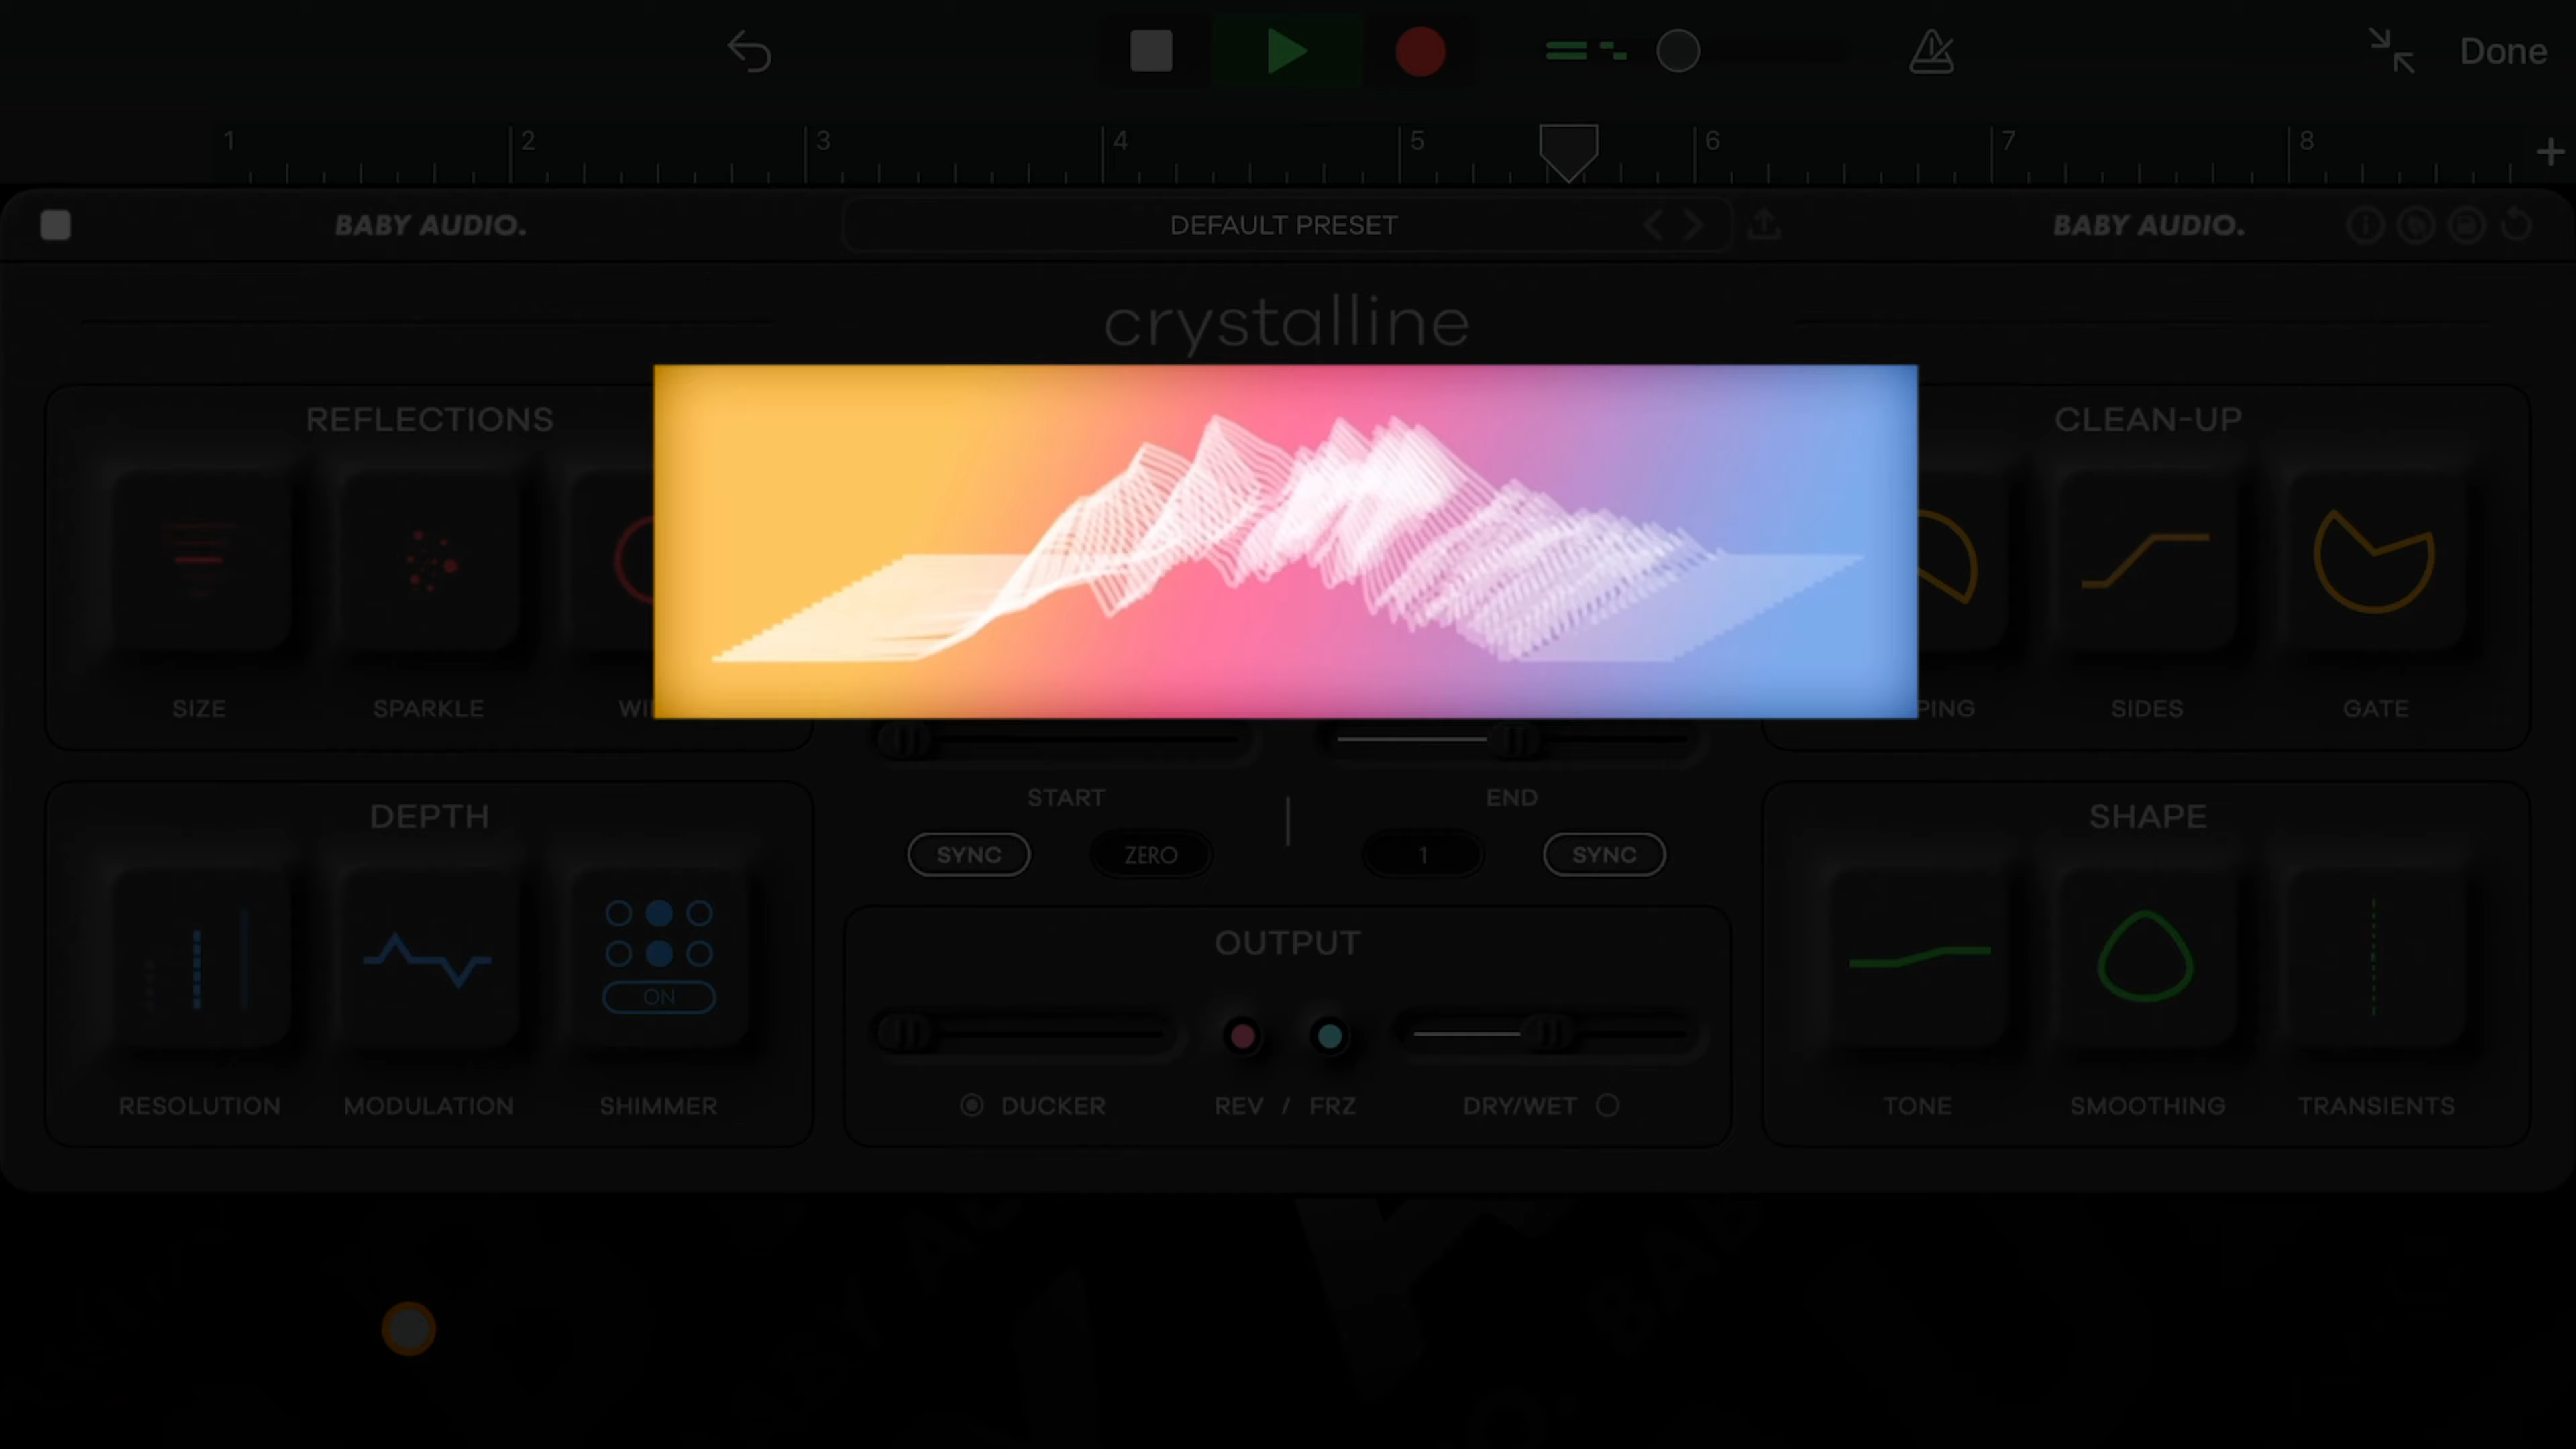 Done
1 2 3 4 5 6 7 8
BABY AUDIO.
DEFAULT PRESET
BABY AUDIO.
crystalline
REFLECTIONS
SIZE
SPARKLE
WI
CLEAN-UP
PING
SIDES
GATE
START
END
SYNC
ZERO
1
SYNC
DEPTH
ON
RESOLUTION
MODULATION
SHIMMER
OUTPUT
DUCKER
REV / FRZ
DRY/WET
SHAPE
TONE
SMOOTHING
TRANSIENTS